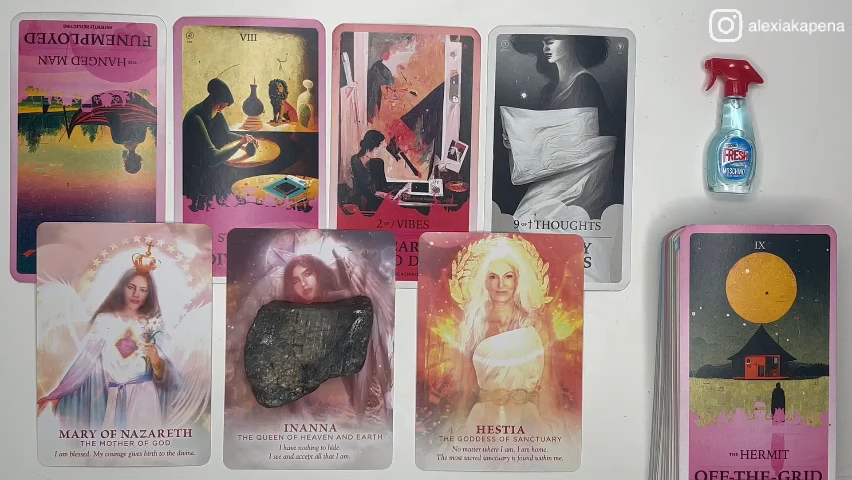 alexiakapena
FUNEMPLOYED
THE HANGED MAN
VIII
2 OF / VIBES
9 OF † THOUGHTS
FRESH
MOSCHINO
IX
THE HERMIT
OFF-THE-GRID
MARY OF NAZARETH
THE MOTHER OF GOD
I am blessed. My courage gives birth to the divine.
INANNA
THE QUEEN OF HEAVEN AND EARTH
I have nothing to hide.
I see and accept all that I am.
HESTIA
THE GODDESS OF SANCTUARY
No matter where I am, I am home.
The most sacred sanctuary is found within me.